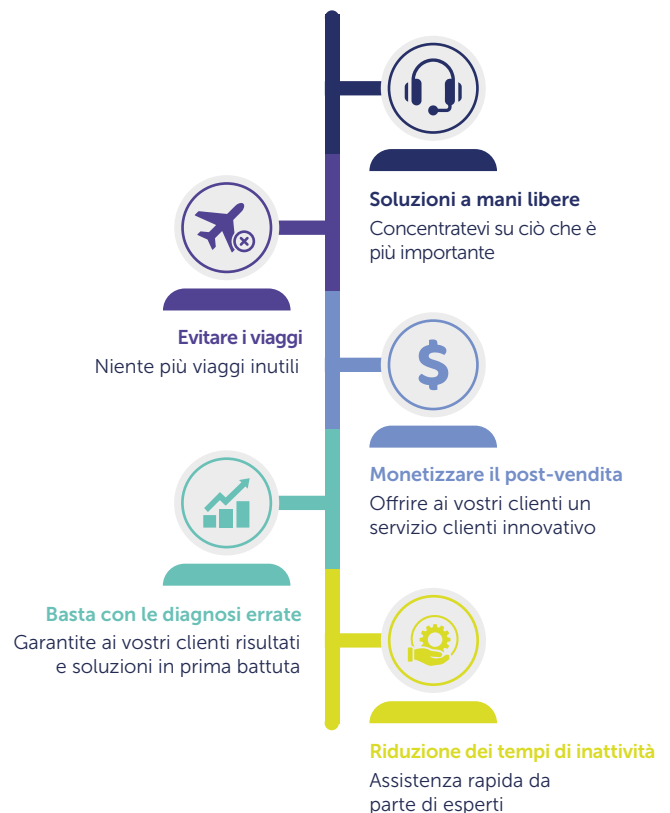 Soluzioni a mani libere
Concentratevi su ciò che è
più importante
Evitare i viaggi
Niente più viaggi inutili
$
Monetizzare il post-vendita
Offrire ai vostri clienti un
servizio clienti innovativo
Basta con le diagnosi errate
Garantite ai vostri clienti risultati
e soluzioni in prima battuta
Riduzione dei tempi di inattività
Assistenza rapida da
parte di esperti